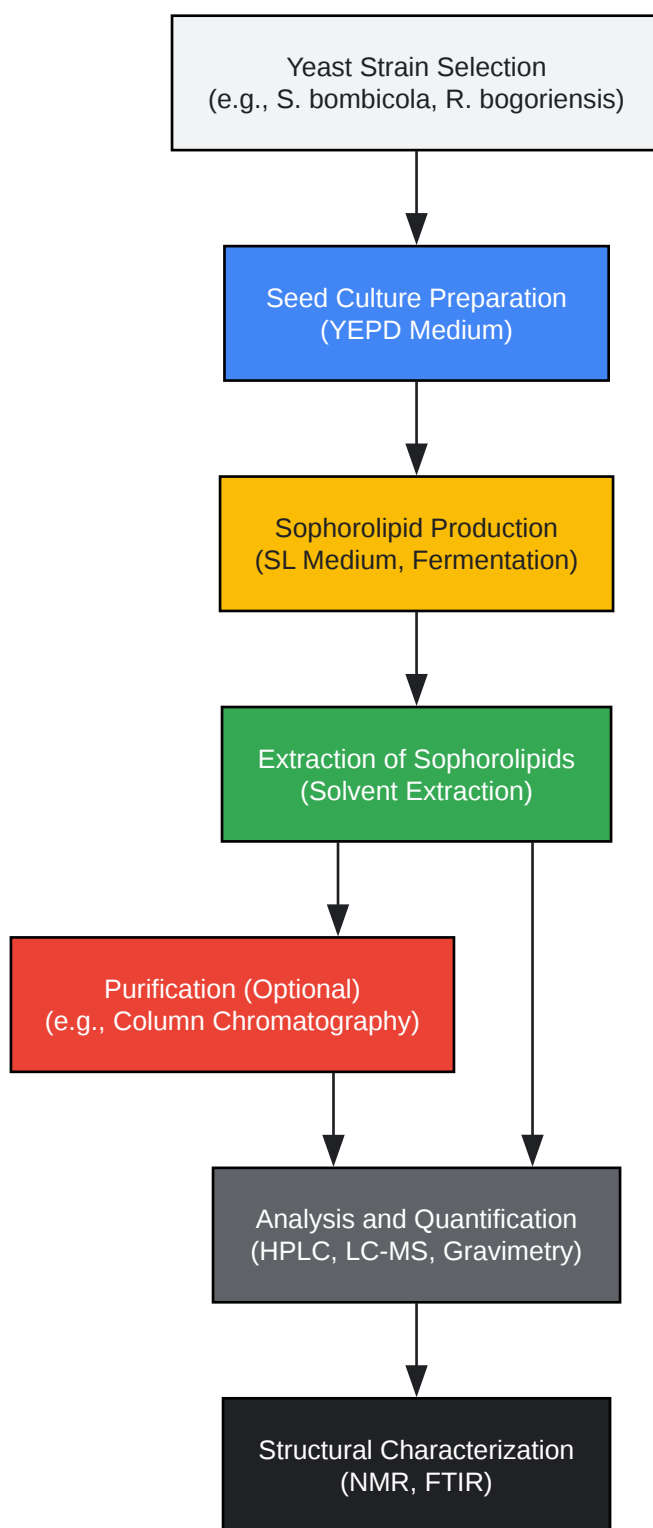 Yeast Strain Selection
(e.g., S. bombicola, R. bogoriensis)
Seed Culture Preparation
(YEPD Medium)
Sophorolipid Production
(SL Medium, Fermentation)
Extraction of Sophorolipids
(Solvent Extraction)
Purification (Optional)
(e.g., Column Chromatography)
Analysis and Quantification
(HPLC, LC-MS, Gravimetry)
Structural Characterization
(NMR, FTIR)